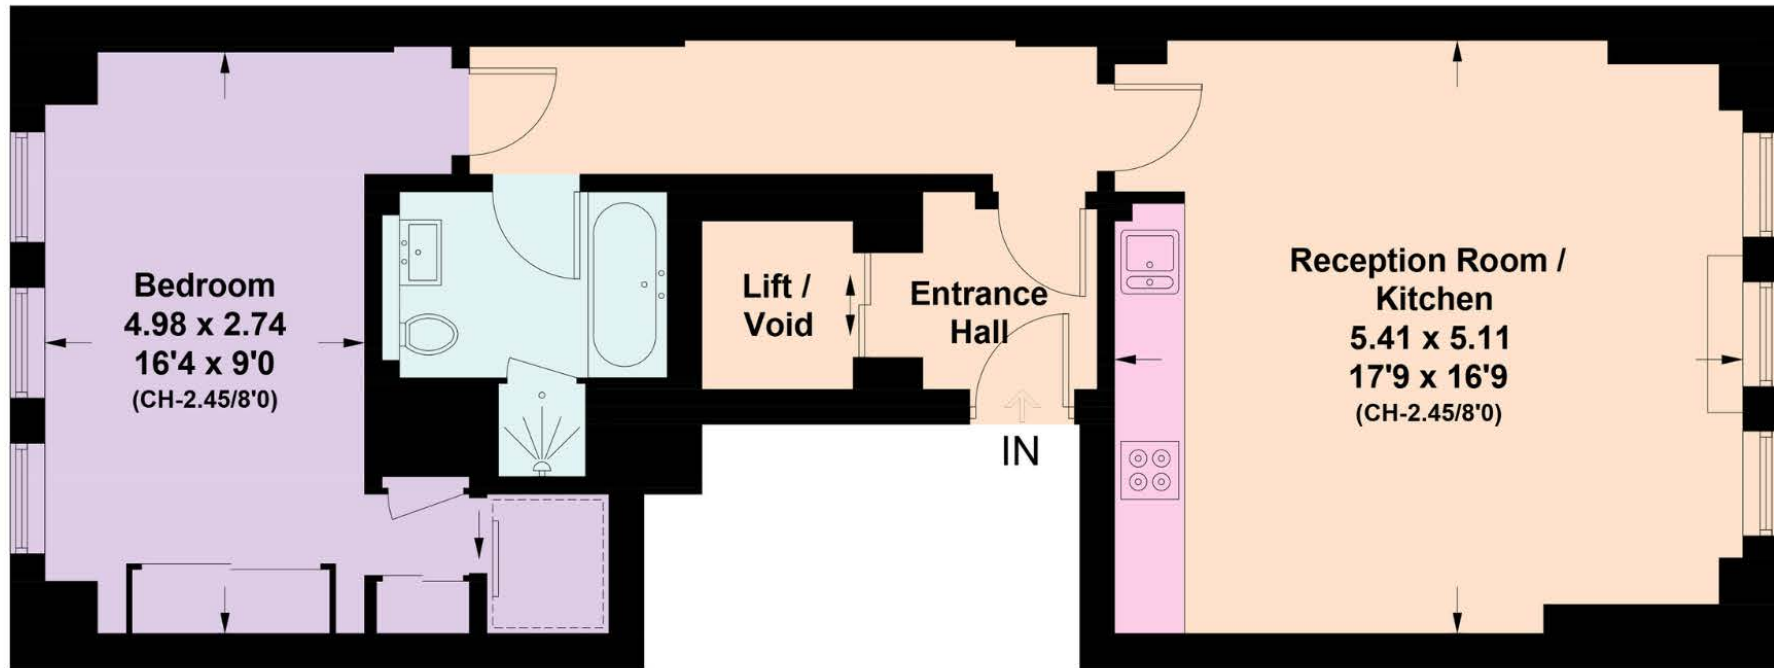 Bedroom
4.98 x 2.74
16'4 x 9'0
(CH-2.45/8'0)
Lift /
Void
Entrance
Hall
IN
Reception Room /
Kitchen
5.41 x 5.11
17'9 x 16'9
(CH-2.45/8'0)